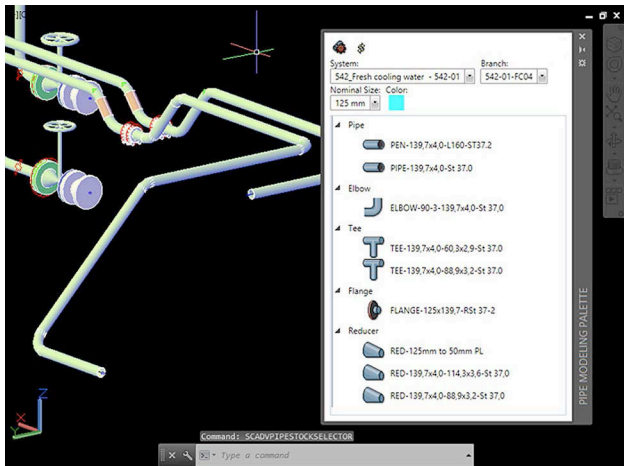 System:
Branch:
542_Fresh cooling water - 542-01
542-01-FC04
Nominal Size:
Color:
125 mm
Pipe
PEN-139,7x4,0-L160-ST37.2
PIPE-139,7x4,0-St 37.0
Elbow
ELBOW-90-3-139,7x4,0-St 37,0
Tee
TEE-139,7x4,0-60,3x2,9-St 37.0
TEE-139,7x4,0-88,9x3,2-St 37.0
Flange
FLANGE-125x139,7-RSt 37-2
Reducer
RED-125mm to 50mm PL
RED-139,7x4,0-114,3x3,6-St 37,0
RED-139,7x4,0-88,9x3,2-St 37,0
PIPE MODELING PALETTE
Z
X
Y
Command: SCADVPIPESTOCKSELECTOR
Type a command